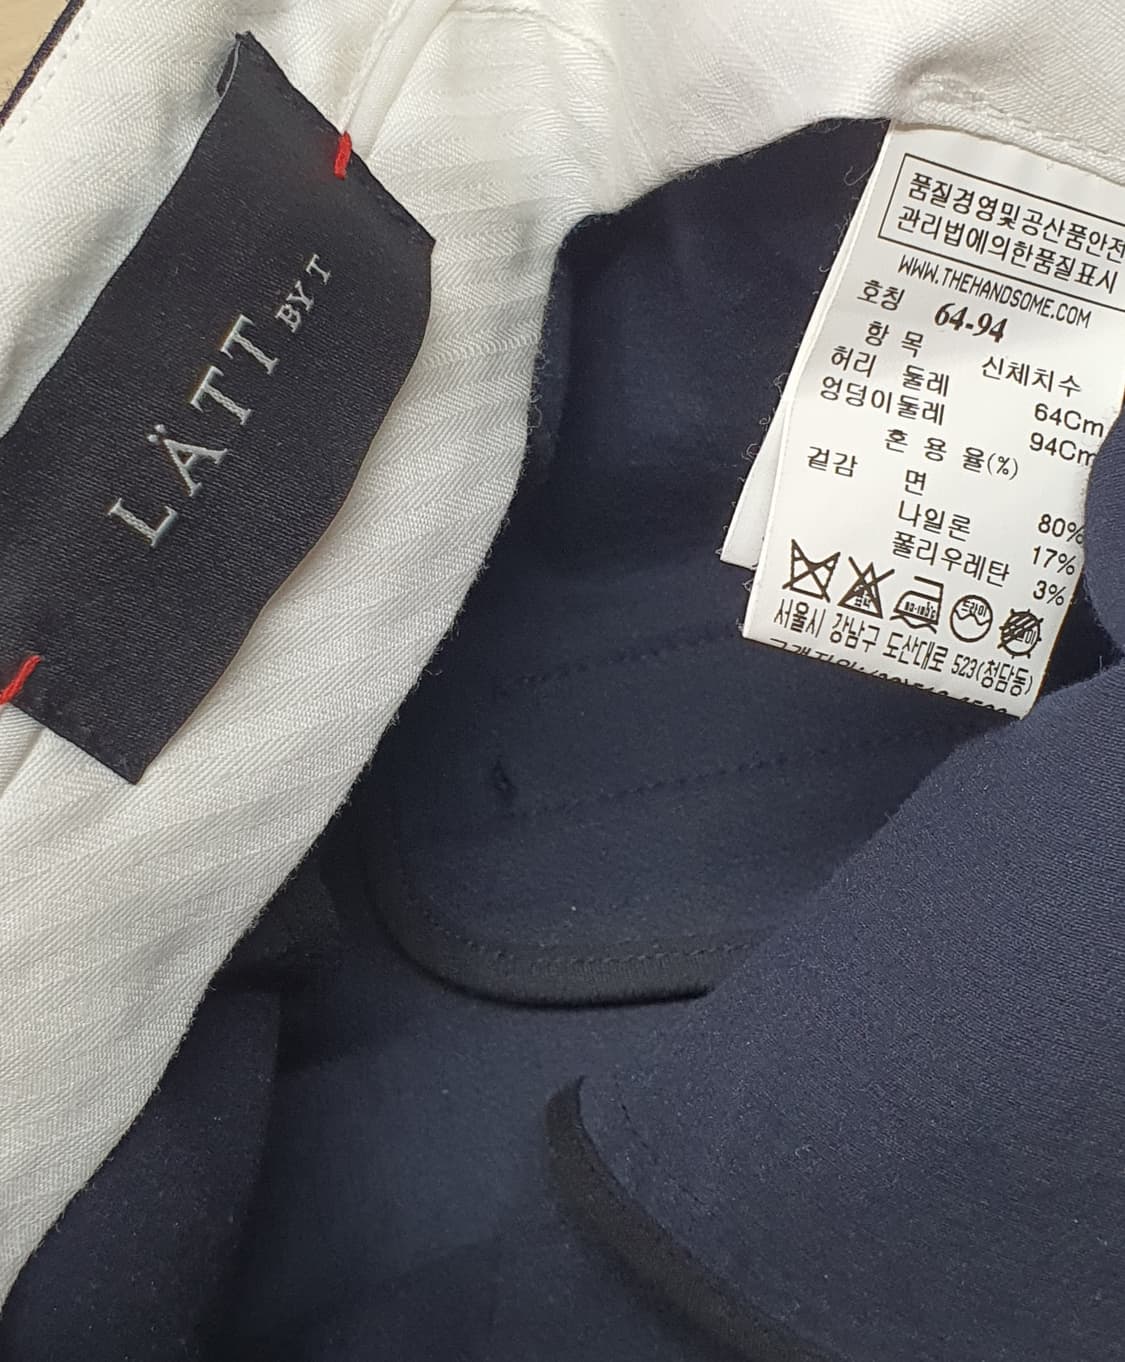 LÄTT BY T
품질경영및공산품안전
관리법에의한품질표시
WWW.THEHANDSOME.COM
호칭 64-94
항 목 신체치수
허리 둘레 64Cm
엉덩이둘레 94Cm
혼 용 율(%)
겉감 면 80%
나일론 17%
폴리우레탄 3%
드라이
서울시 강남구 도산대로 523(청담동)